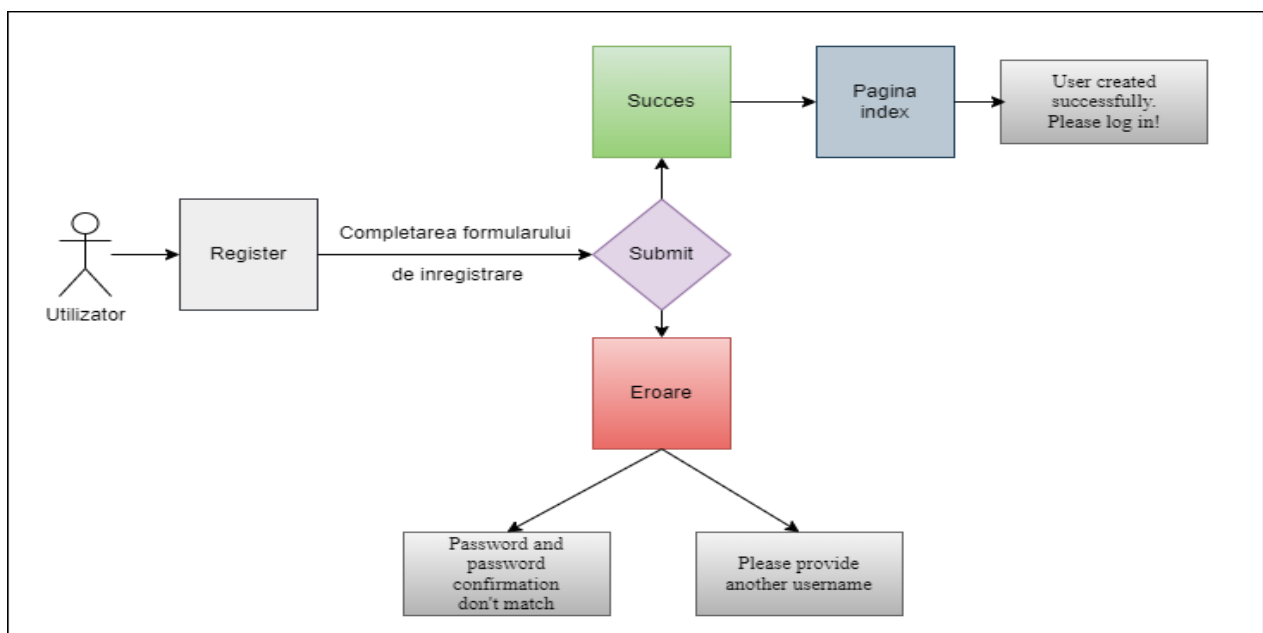 Succes
Pagina
index
User created
successfully.
Please log in!
Utilizator
Register
Completarea formularului
de inregistrare
Submit
Eroare
Password and
password
confirmation
don't match
Please provide
another username